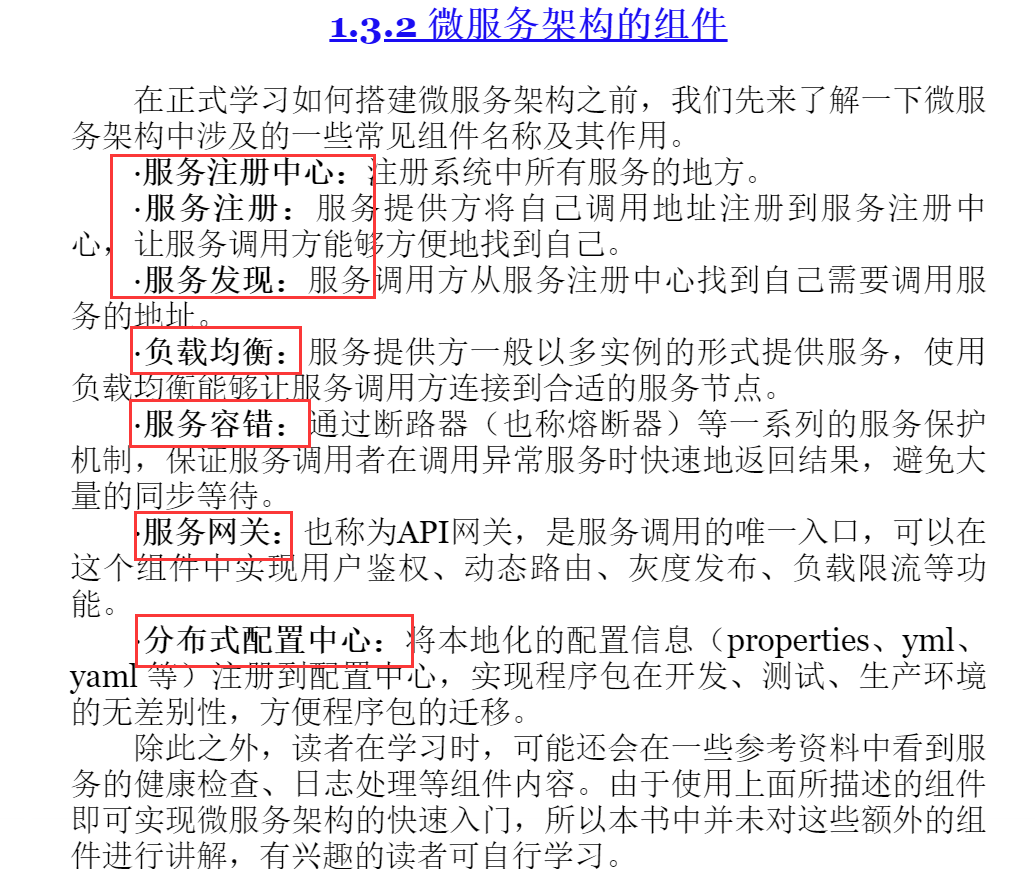 1.3.2 微服务架构的组件
在正式学习如何搭建微服务架构之前，我们先来了解一下微服
务架构中涉及的一些常见组件名称及其作用。
·服务注册中心：注册系统中所有服务的地方。
·服务注册：服务提供方将自己调用地址注册到服务注册中
心，让服务调用方能够方便地找到自己。
·服务发现：服务调用方从服务注册中心找到自己需要调用服
务的地址。
·负载均衡：服务提供方一般以多实例的形式提供服务，使用
负载均衡能够让服务调用方连接到合适的服务节点。
·服务容错：通过断路器（也称熔断器）等一系列的服务保护
机制，保证服务调用者在调用异常服务时快速地返回结果，避免大
量的同步等待。
·服务网关：也称为API网关，是服务调用的唯一入口，可以在
这个组件中实现用户鉴权、动态路由、灰度发布、负载限流等功
能。
·分布式配置中心：将本地化的配置信息（properties、yml、
yaml 等）注册到配置中心，实现程序包在开发、测试、生产环境
的无差别性，方便程序包的迁移。
除此之外，读者在学习时，可能还会在一些参考资料中看到服
务的健康检查、日志处理等组件内容。由于使用上面所描述的组件
即可实现微服务架构的快速入门，所以本书中并未对这些额外的组
件进行讲解，有兴趣的读者可自行学习。